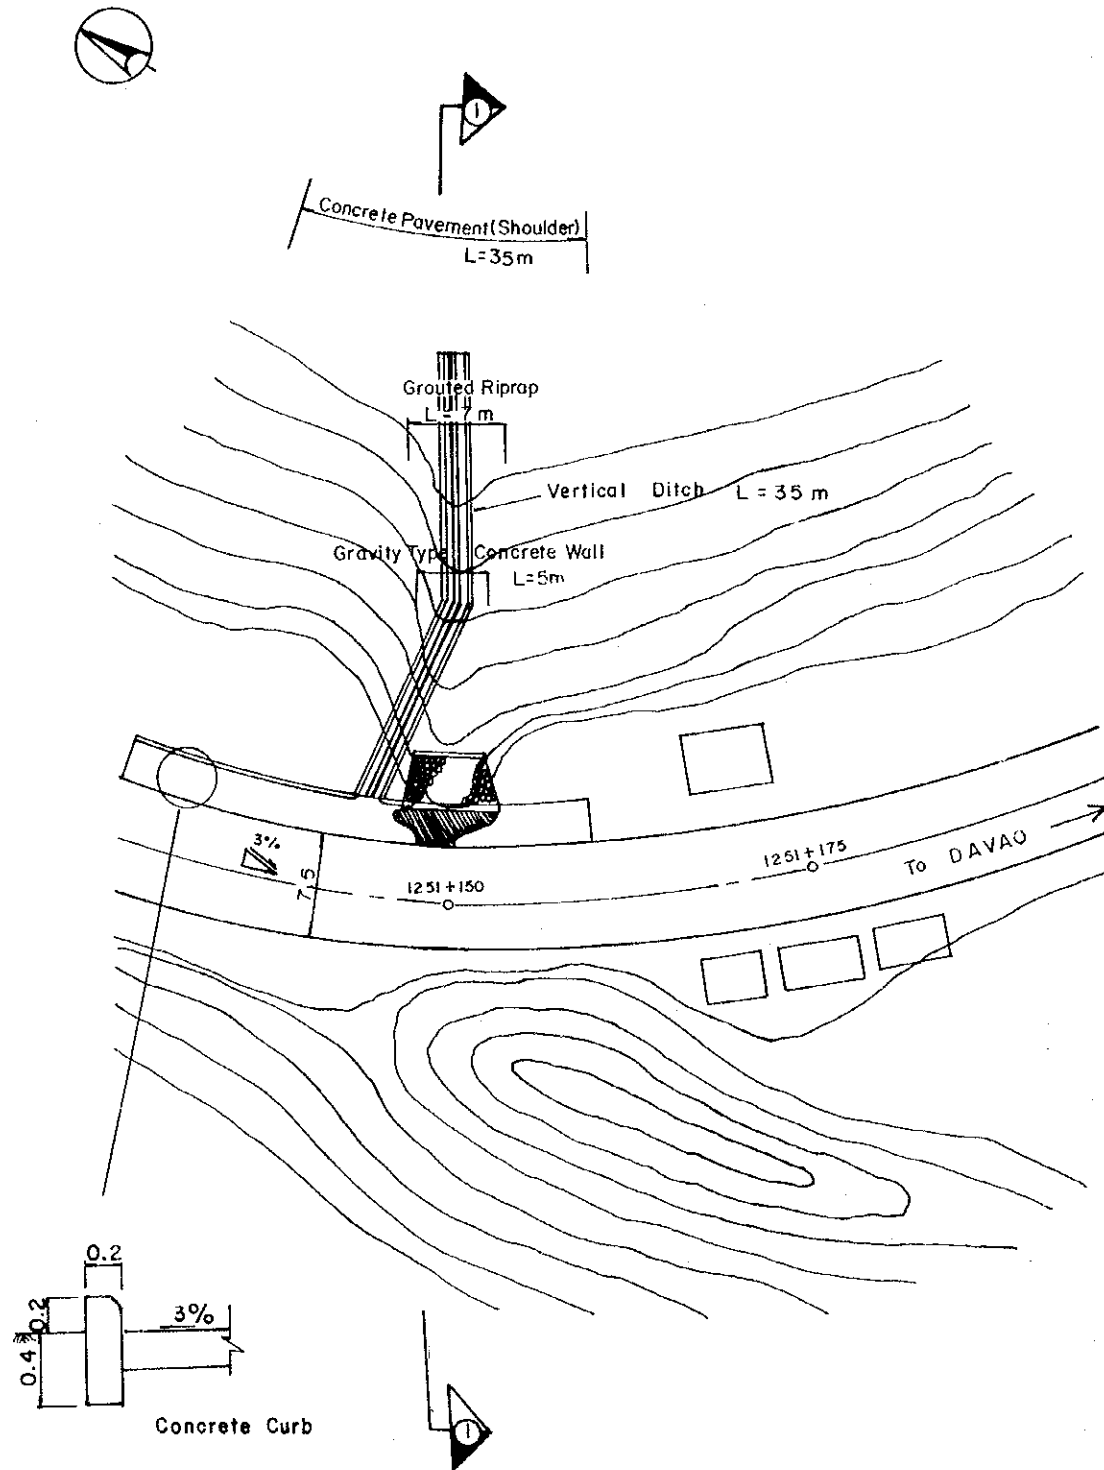 1
Concrete Pavement(Shoulder)
L=35m
Grouted Riprap
L = 7 m
Vertical Ditch L = 35 m
Gravity Type Concrete Wall
L=5m
3%
7.5
1251+150
1251+175
To DAVAO
0.2
0.2
3%
0.4
Concrete Curb
1